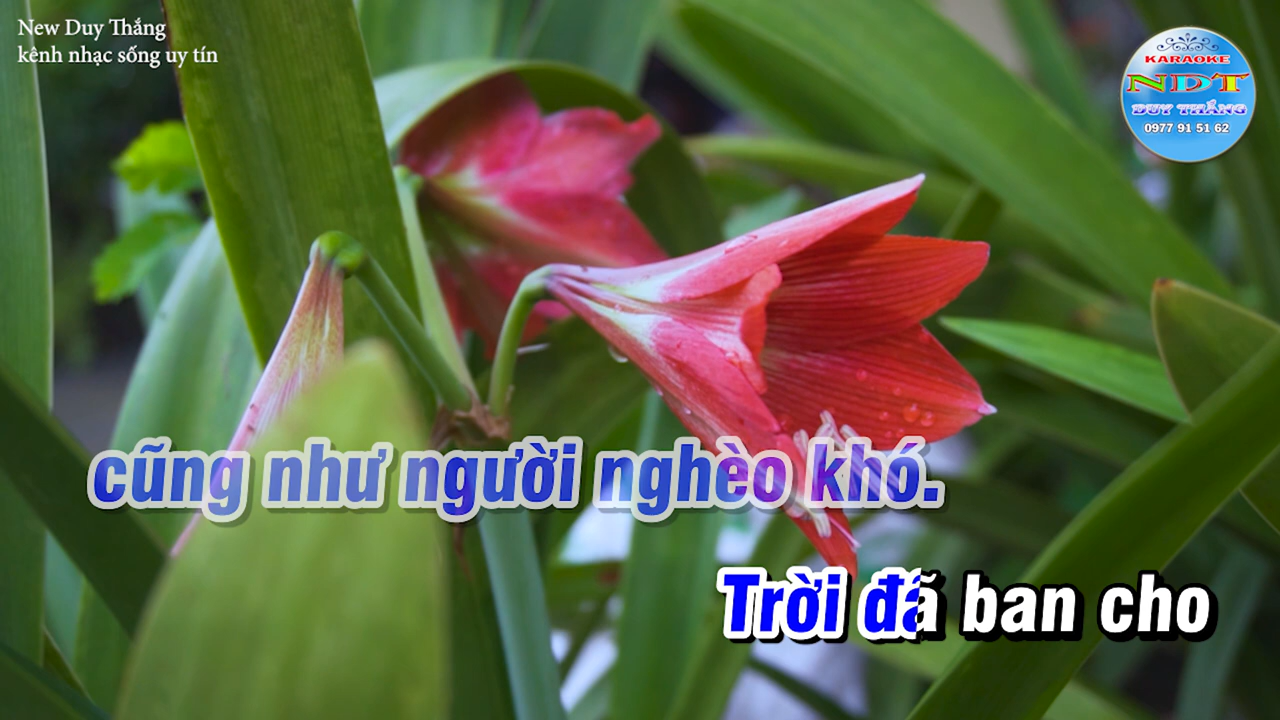 New Duy Thắng
kênh nhạc sống uy tín
KARAOKE
NDT
DUY THẮNG
0977 91 51 62
cũng như người nghèo khó.
Trời đã ban cho